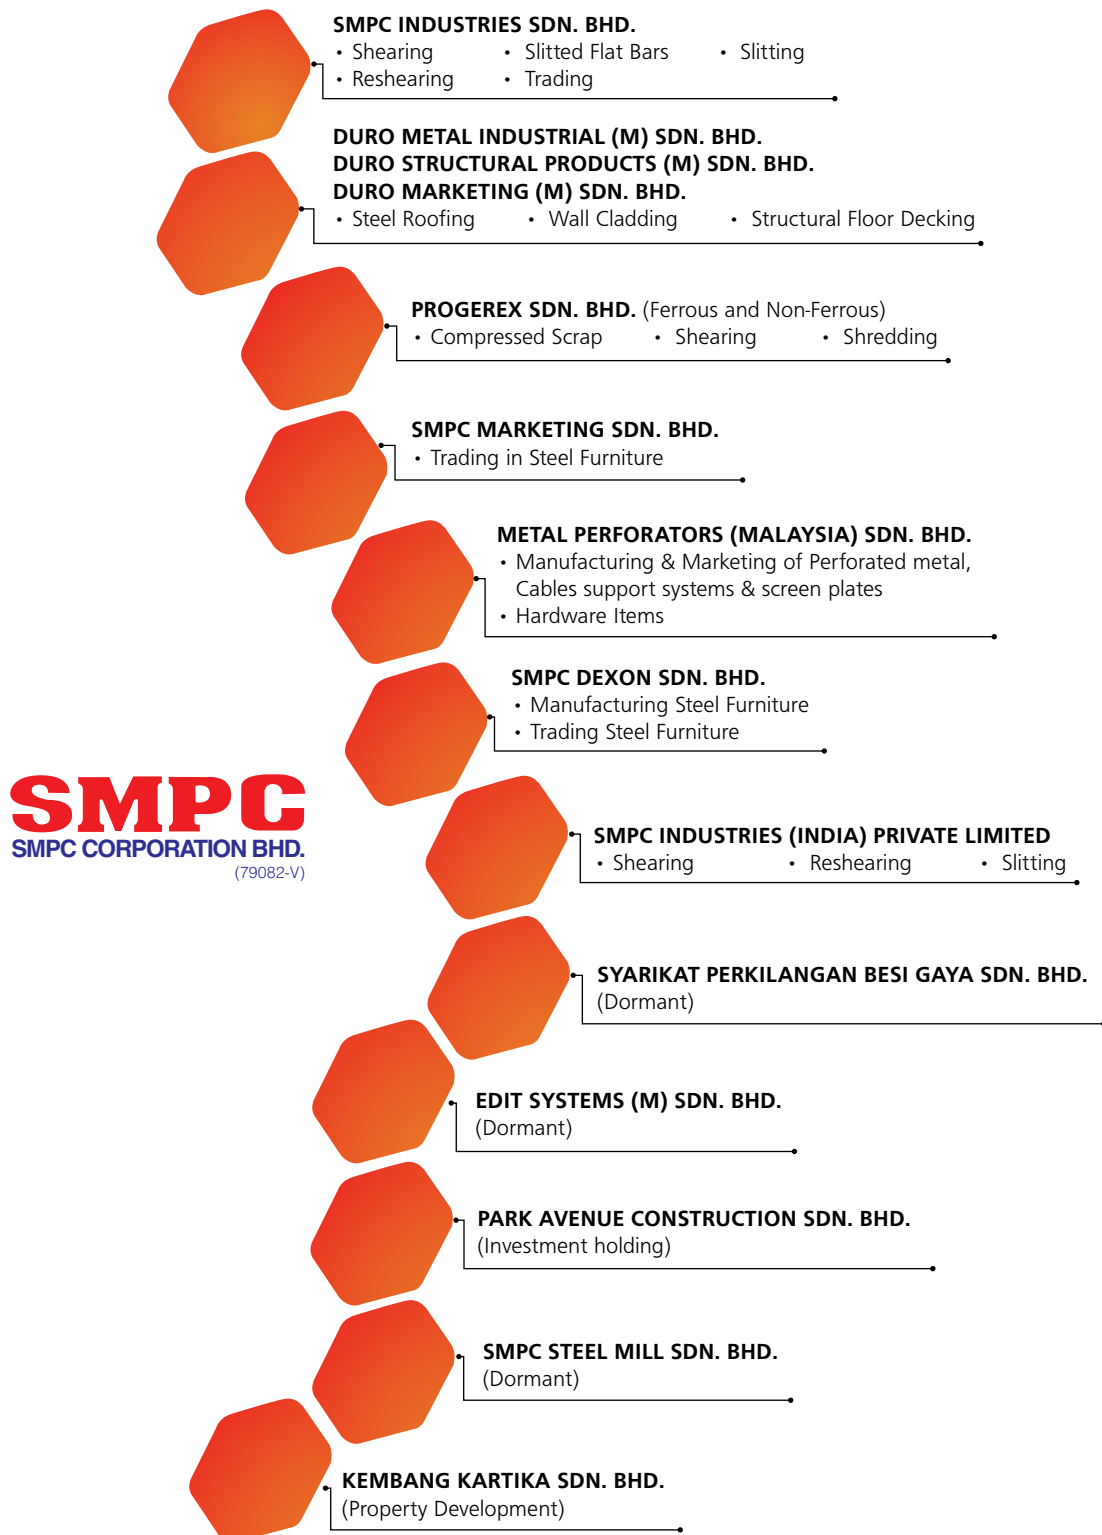 SMPC INDUSTRIES SDN. BHD.
• Shearing • Slitted Flat Bars • Slitting
• Reshearing • Trading
DURO METAL INDUSTRIAL (M) SDN. BHD.
DURO STRUCTURAL PRODUCTS (M) SDN. BHD.
DURO MARKETING (M) SDN. BHD.
• Steel Roofing • Wall Cladding • Structural Floor Decking
PROGEREX SDN. BHD. (Ferrous and Non-Ferrous)
• Compressed Scrap • Shearing • Shredding
SMPC MARKETING SDN. BHD.
• Trading in Steel Furniture
METAL PERFORATORS (MALAYSIA) SDN. BHD.
• Manufacturing & Marketing of Perforated metal,
Cables support systems & screen plates
• Hardware Items
SMPC DEXON SDN. BHD.
• Manufacturing Steel Furniture
• Trading Steel Furniture
SMPC
SMPC CORPORATION BHD.
(79082-V)
SMPC INDUSTRIES (INDIA) PRIVATE LIMITED
• Shearing • Reshearing • Slitting
SYARIKAT PERKILANGAN BESI GAYA SDN. BHD.
(Dormant)
EDIT SYSTEMS (M) SDN. BHD.
(Dormant)
PARK AVENUE CONSTRUCTION SDN. BHD.
(Investment holding)
SMPC STEEL MILL SDN. BHD.
(Dormant)
KEMBANG KARTIKA SDN. BHD.
(Property Development)